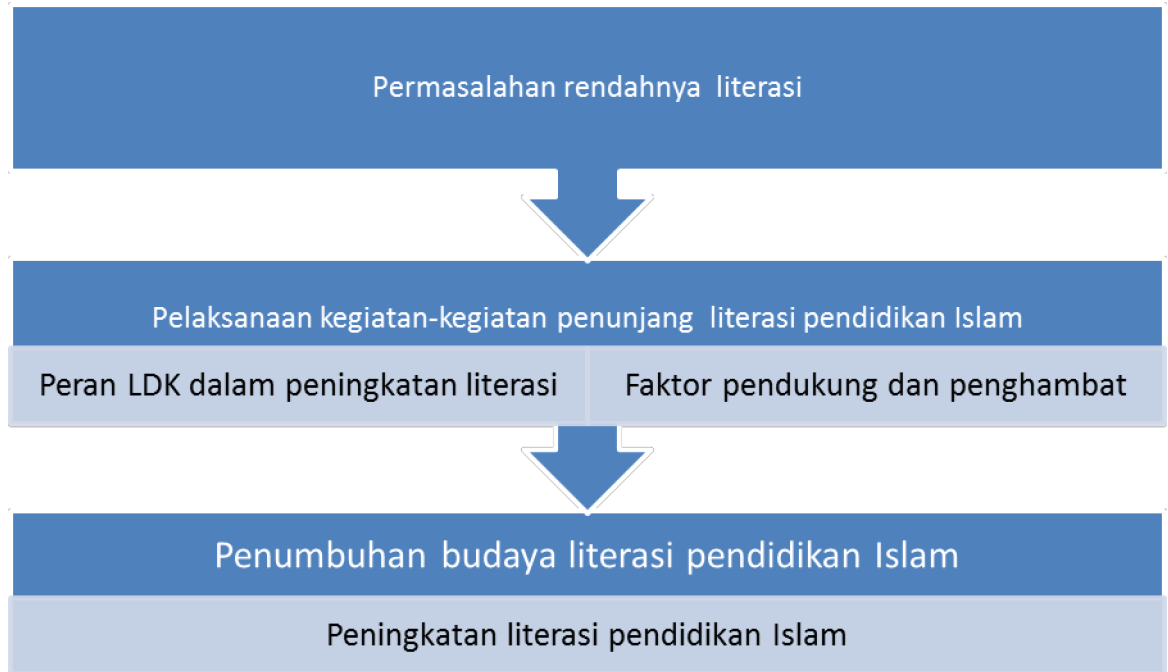 Permasalahan rendahnya literasi
Pelaksanaan kegiatan-kegiatan penunjang literasi pendidikan Islam
Peran LDK dalam peningkatan literasi
Faktor pendukung dan penghambat
Penumbuhan budaya literasi pendidikan Islam
Peningkatan literasi pendidikan Islam